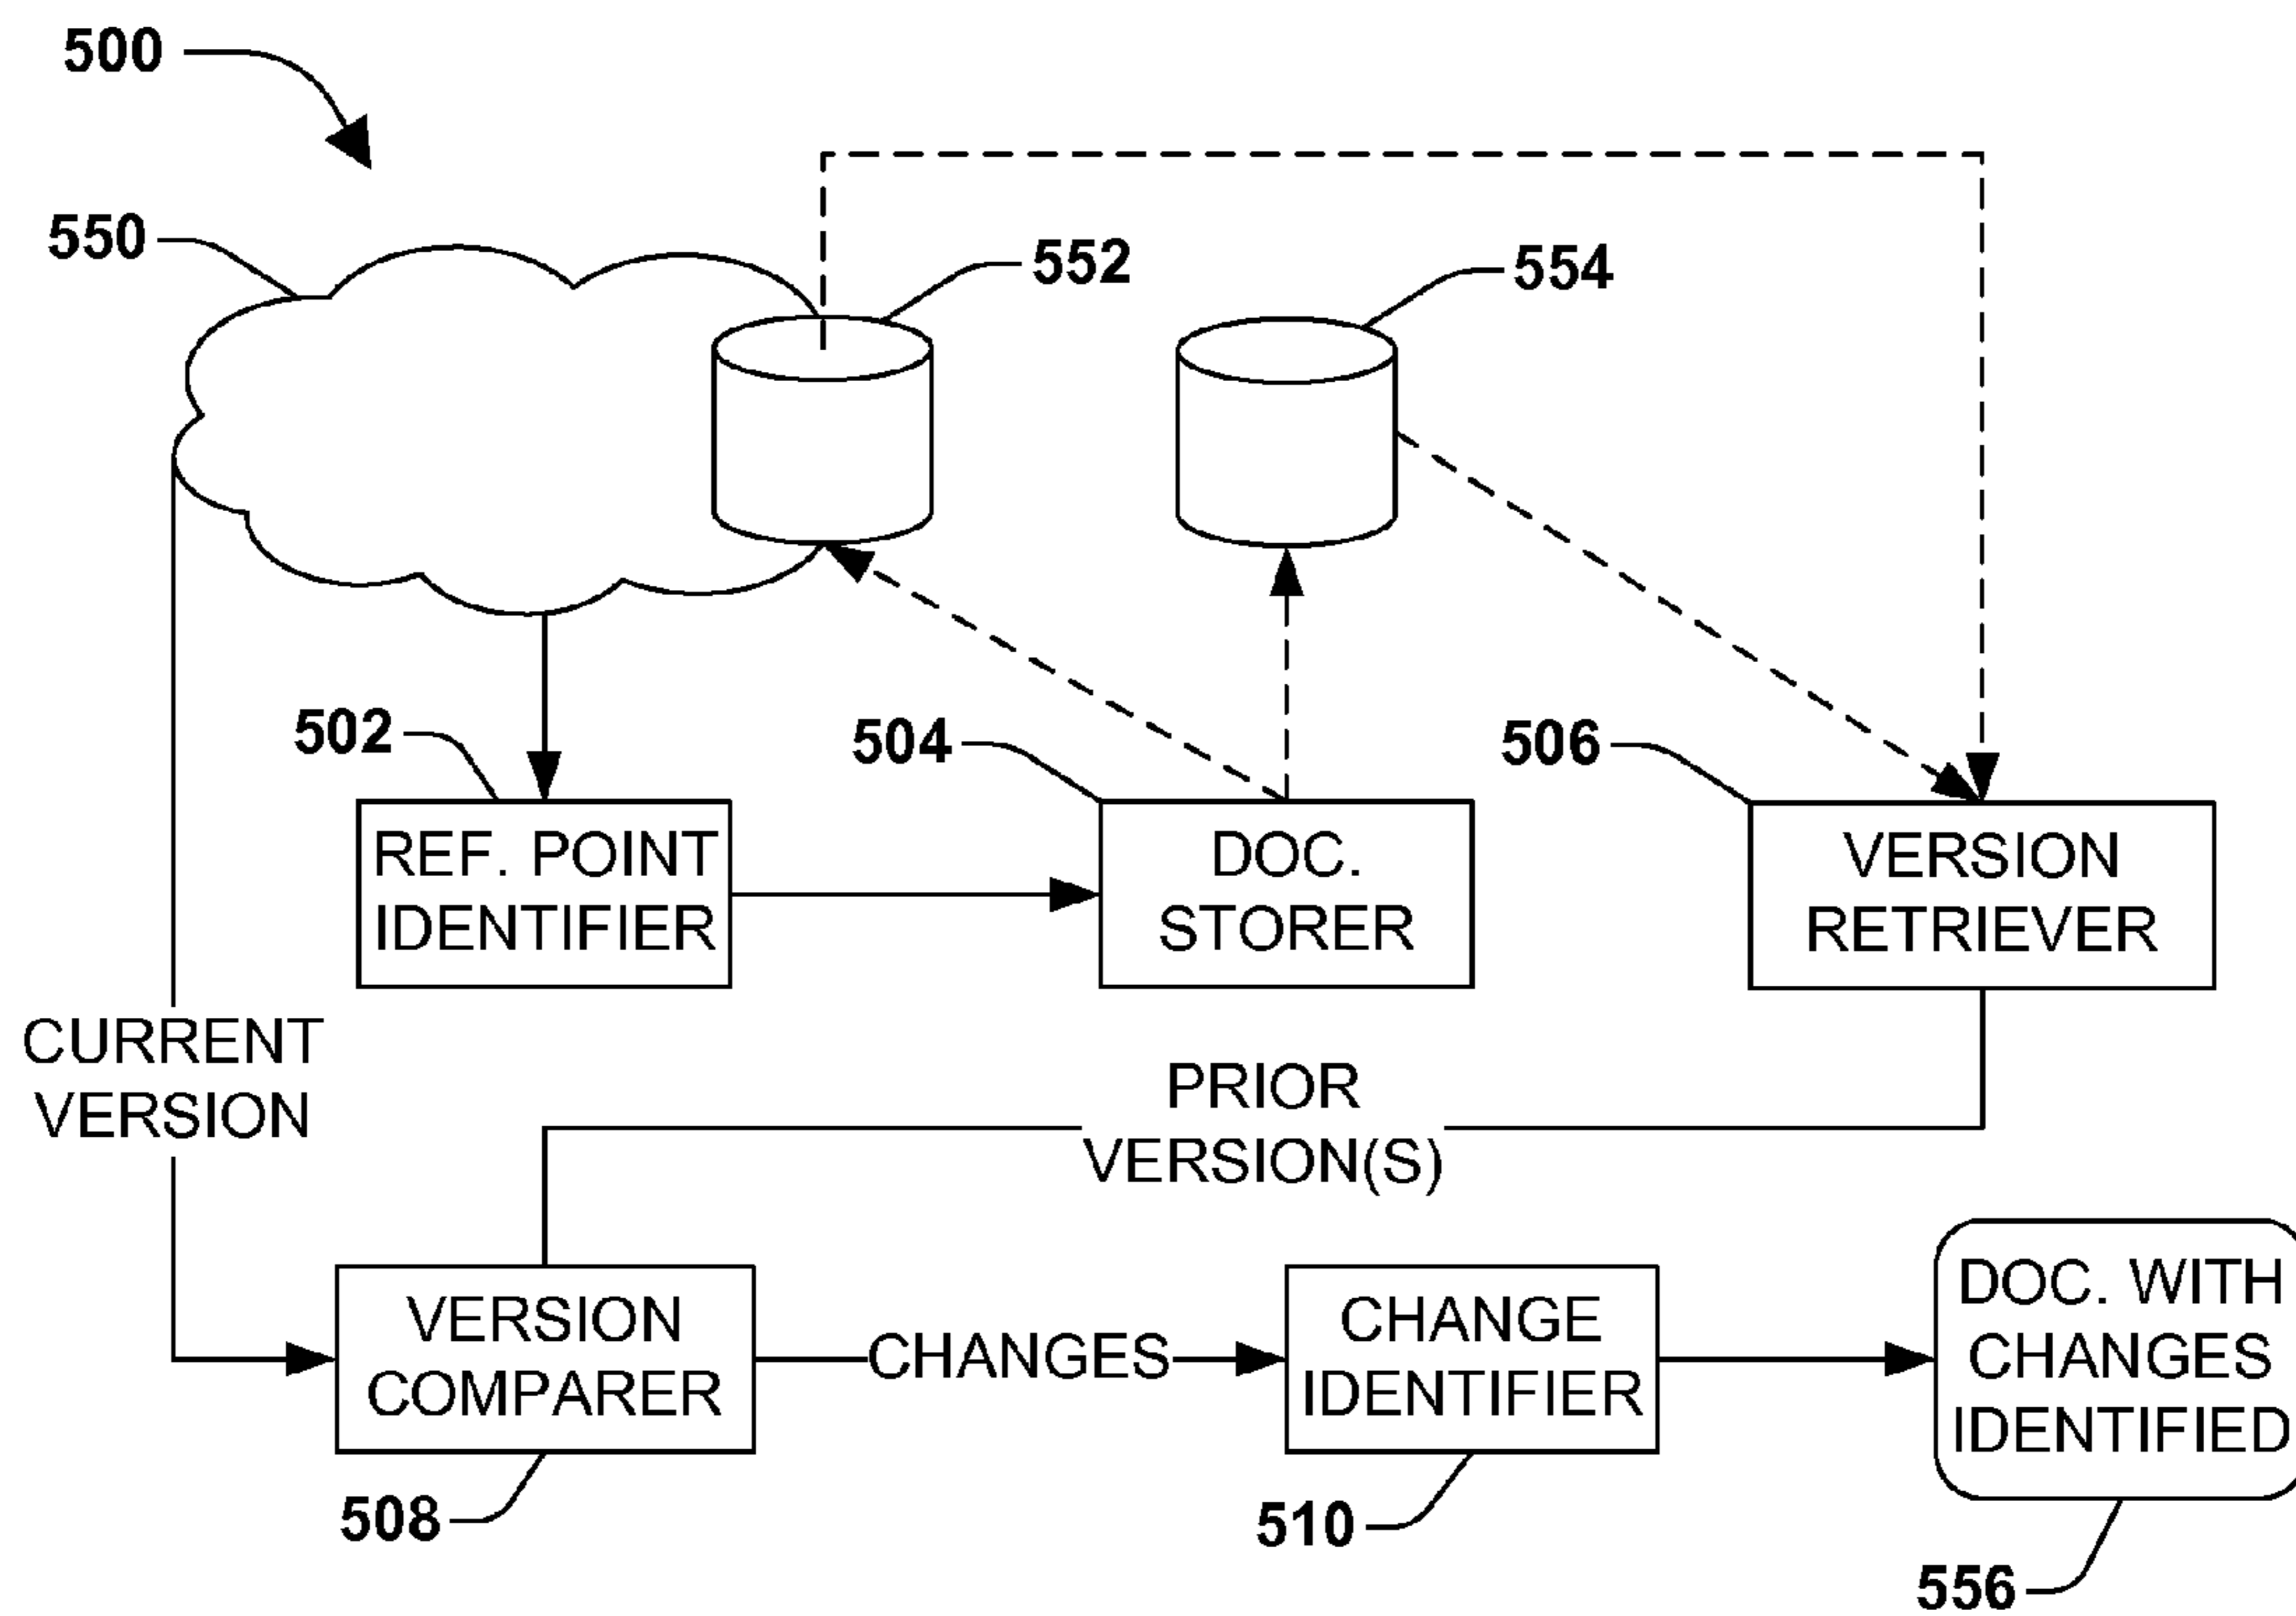 500
550
552
554
502
504
506
REF. POINT
IDENTIFIER
DOC.
STORER
VERSION
RETRIEVER
CURRENT
VERSION
PRIOR
VERSION(S)
VERSION
COMPARER
CHANGES
CHANGE
IDENTIFIER
DOC. WITH
CHANGES
IDENTIFIED
508
510
556